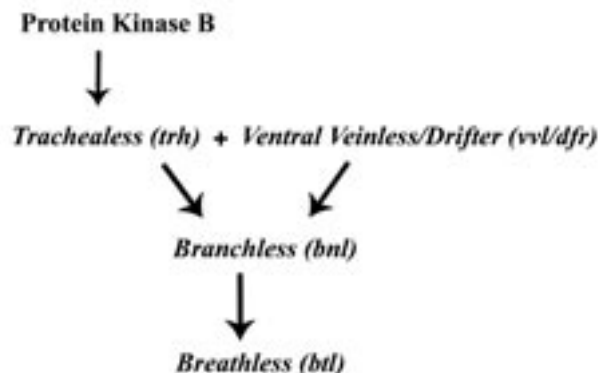 Protein Kinase B
Trachealess (trh) + Ventral Veinless/Drifter (vvl/dfr)
Branchless (bnl)
Breathless (btl)